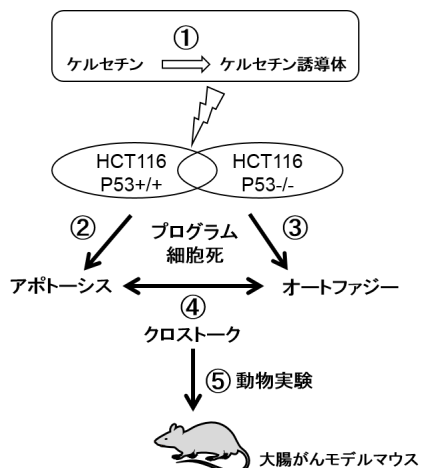 ①
ケルセチン ケルセチン誘導体
HCT116 HCT116
P53+/+ P53-/-
② プログラム ③
細胞死
アポトーシス オートファジー
④
クロストーク
⑤ 動物実験
大腸がんモデルマウス